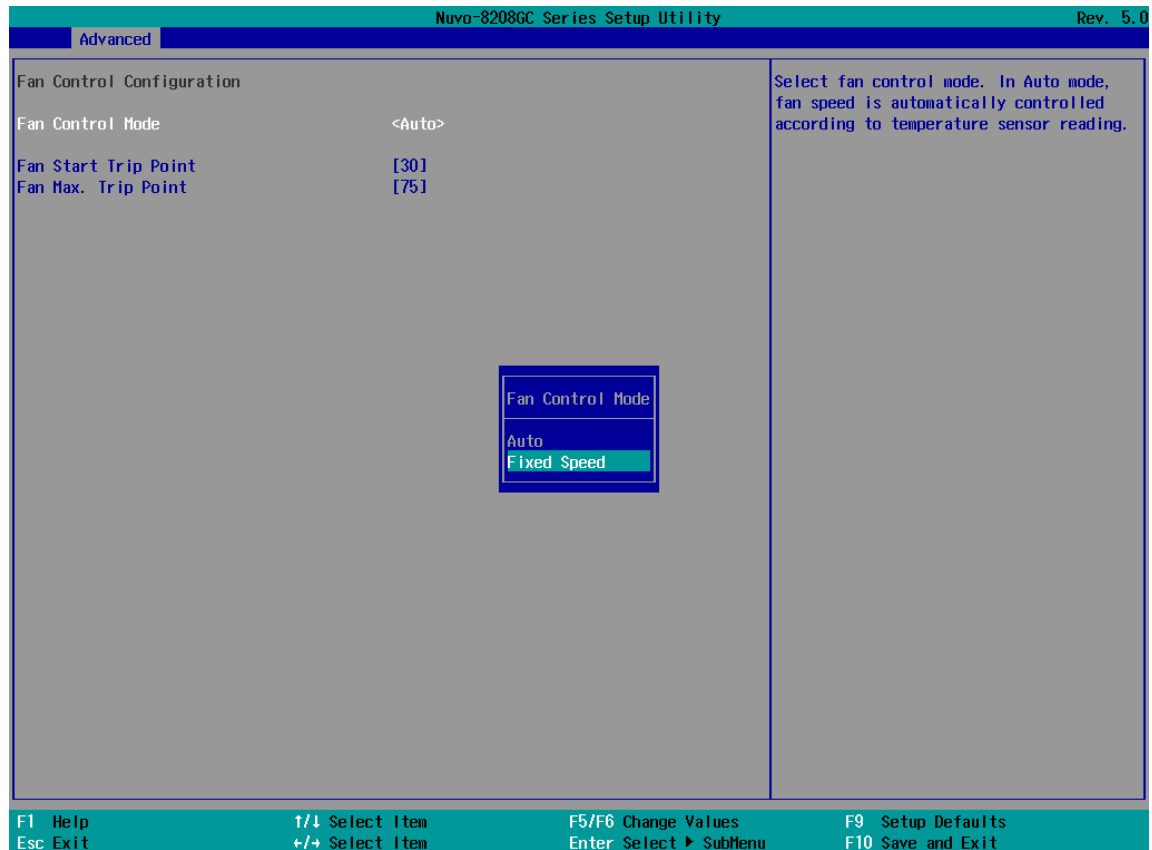 Nuvo-8208GC Series Setup Utility Rev. 5.0
Advanced
Fan Control Configuration
Fan Control Mode <Auto>
Fan Start Trip Point [30]
Fan Max. Trip Point [75]
Select fan control mode. In Auto mode,
fan speed is automatically controlled
according to temperature sensor reading.
Fan Control Mode
Auto
Fixed Speed
F1 Help ↑/↓ Select Item F5/F6 Change Values F9 Setup Defaults
Esc Exit ←/→ Select Item Enter Select ▶ SubMenu F10 Save and Exit